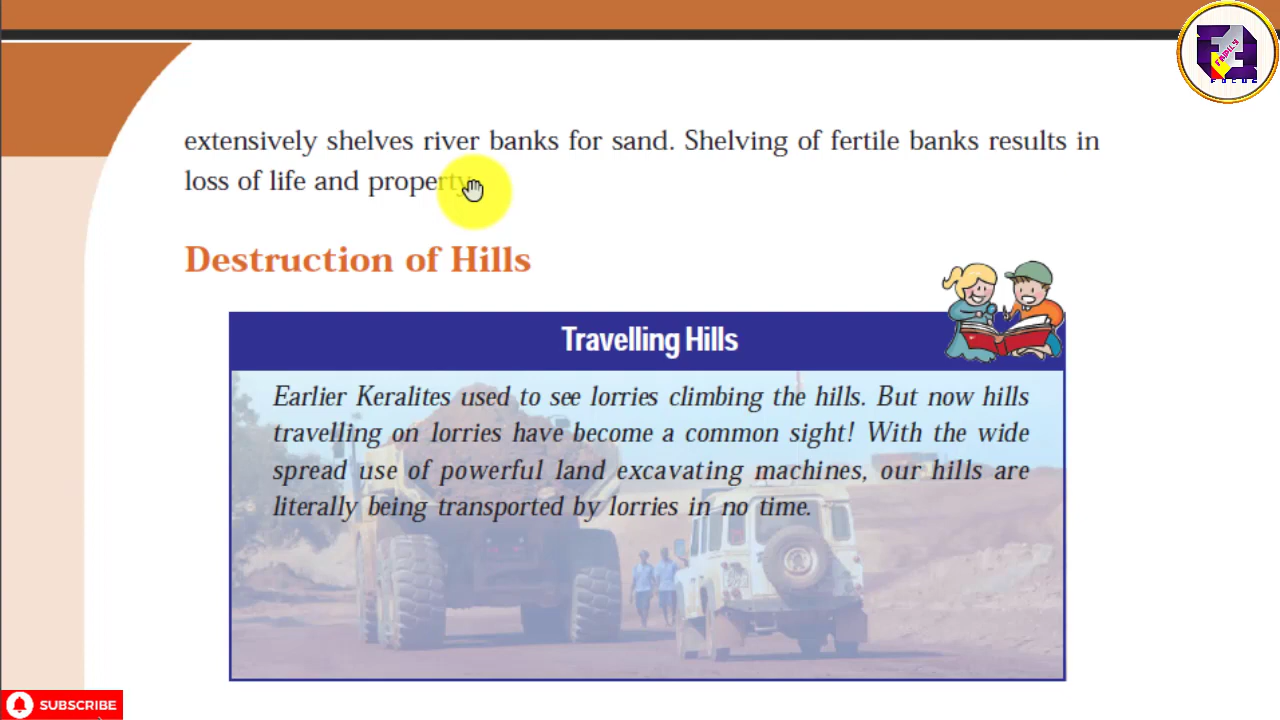 extensively shelves river banks for sand. Shelving of fertile banks results in
loss of life and property
Destruction of Hills
Travelling Hills
Earlier Keralites used to see lorries climbing the hills. But now hills
travelling on lorries have become a common sight! With the wide
spread use of powerful land excavating machines, our hills are
literally being transported by lorries in no time.
FAMILY
FOCUS
SUBSCRIBE